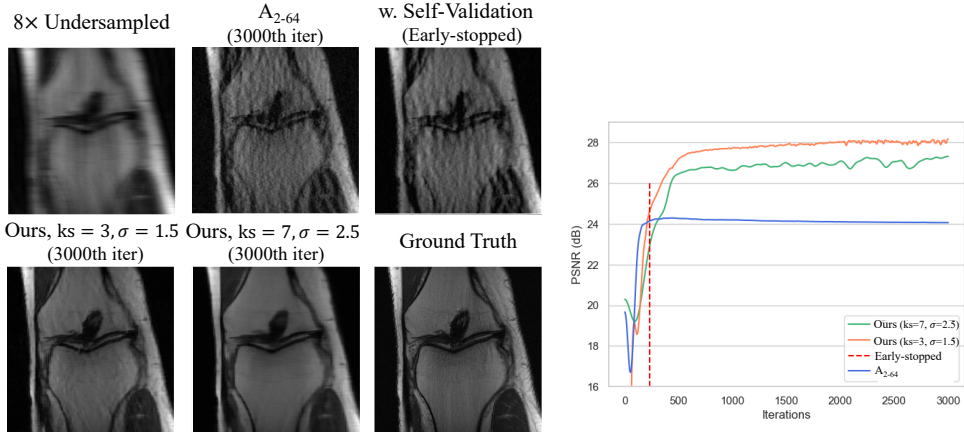 8× Undersampled
A2-64
(3000th iter)
w. Self-Validation
(Early-stopped)
Ours, ks = 3, σ = 1.5
(3000th iter)
Ours, ks = 7, σ = 2.5
(3000th iter)
Ground Truth
PSNR (dB)
28
26
24
22
20
18
16
0 500 1000 1500 2000 2500 3000
Iterations
Ours (ks=7, σ=2.5)
Ours (ks=3, σ=1.5)
Early-stopped
A2-64